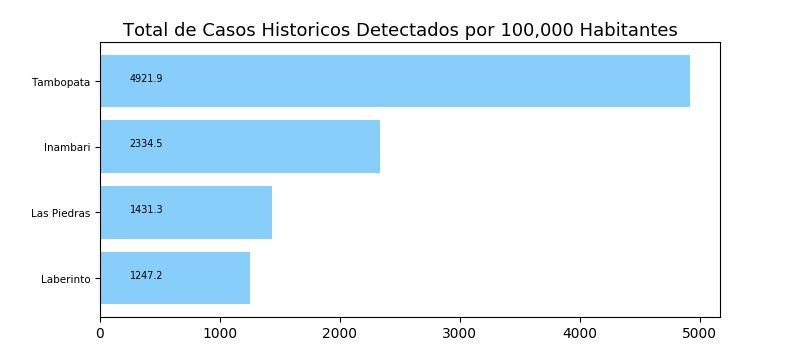 Total de Casos Historicos Detectados por 100,000 Habitantes
Tambopata 4921.9
Inambari 2334.5
Las Piedras 1431.3
Laberinto 1247.2
0 1000 2000 3000 4000 5000